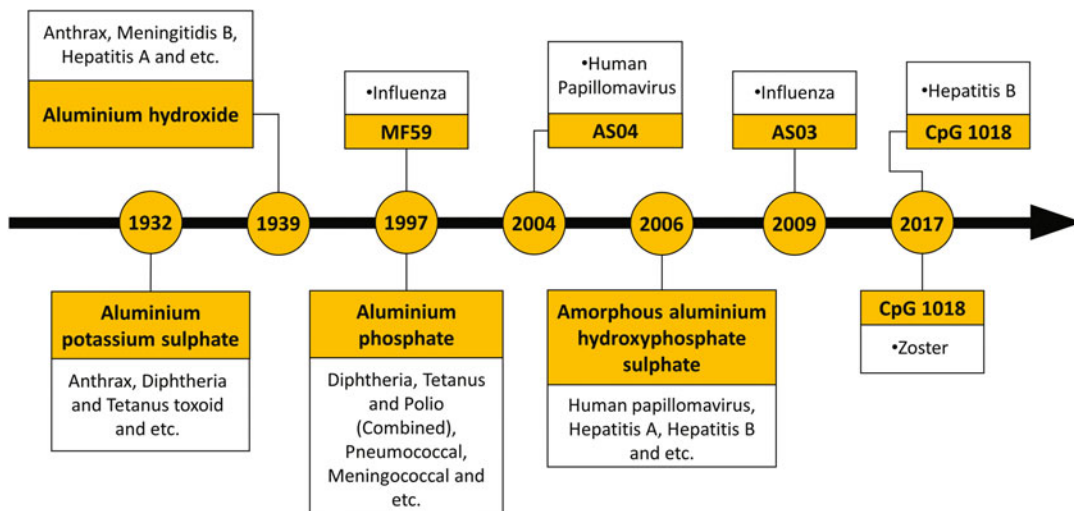 Anthrax, Meningitidis B,
Hepatitis A and etc.
Aluminium hydroxide
•Influenza
MF59
•Human
Papillomavirus
AS04
•Influenza
AS03
•Hepatitis B
CpG 1018
1932
1939
1997
2004
2006
2009
2017
Aluminium
potassium sulphate
Anthrax, Diphtheria
and Tetanus toxoid
and etc.
Aluminium
phosphate
Diphtheria, Tetanus
and Polio
(Combined),
Pneumococcal,
Meningococcal and
etc.
Amorphous aluminium
hydroxyphosphate
sulphate
Human papillomavirus,
Hepatitis A, Hepatitis B
and etc.
CpG 1018
•Zoster